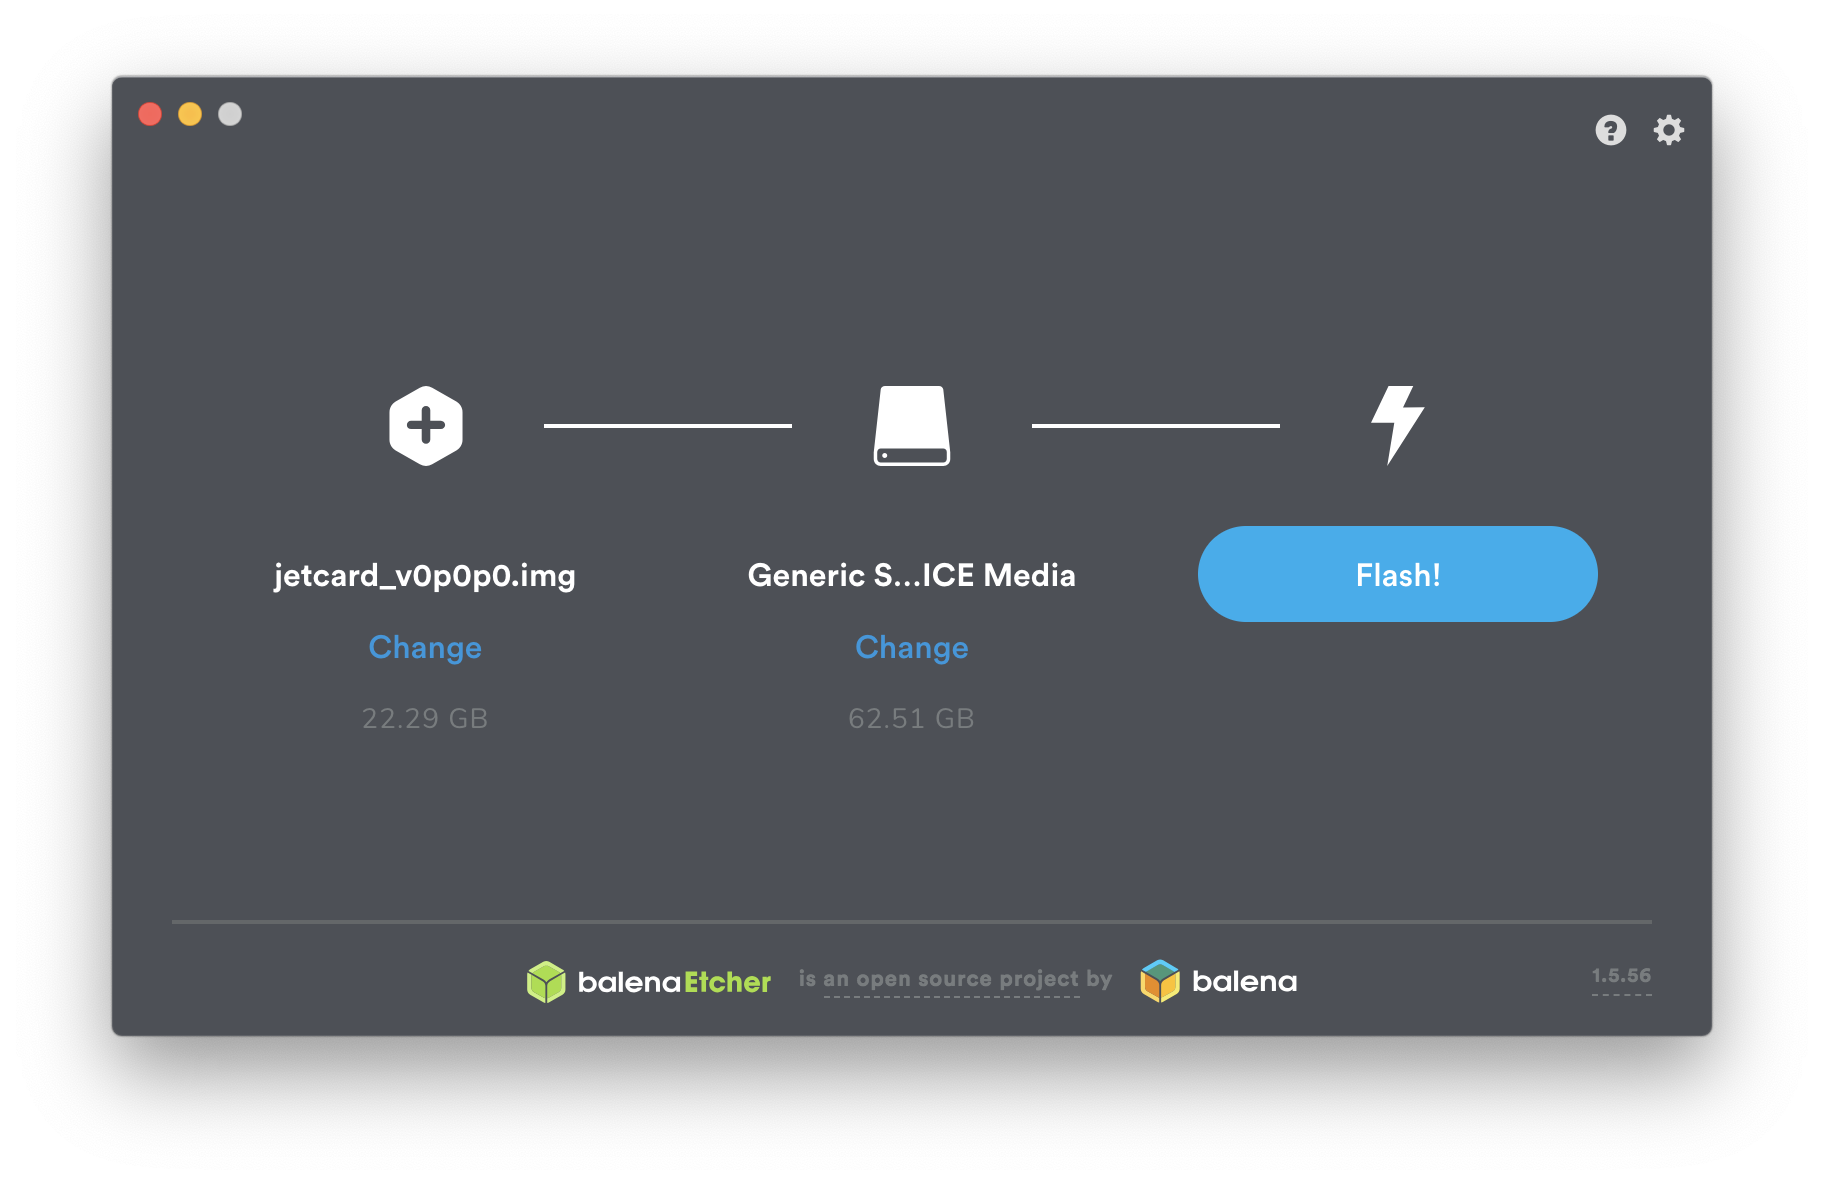 jetcard_v0p0p0.img
Change
22.29 GB
Generic S...ICE Media
Change
62.51 GB
Flash!
balenaEtcher is an open source project by balena
1.5.56